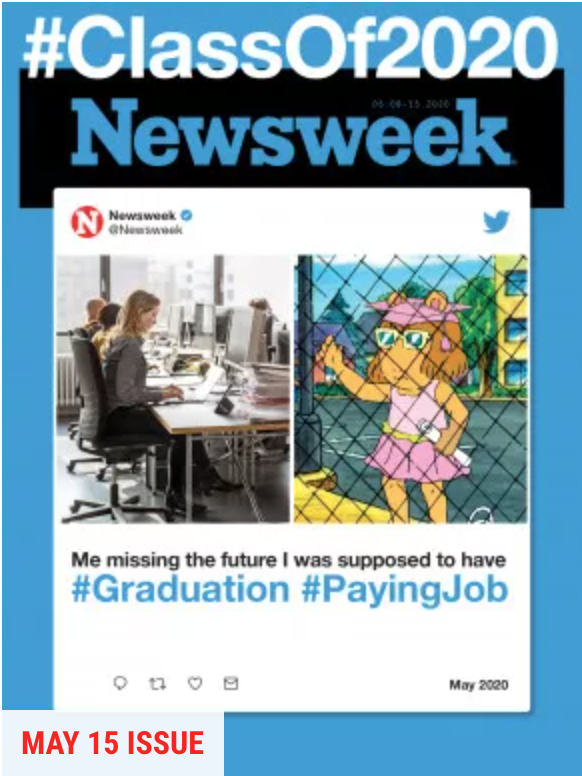 #ClassOf2020
05.08-15.2020
Newsweek
Newsweek
@Newsweek
Me missing the future I was supposed to have
#Graduation #PayingJob
May 2020
MAY 15 ISSUE